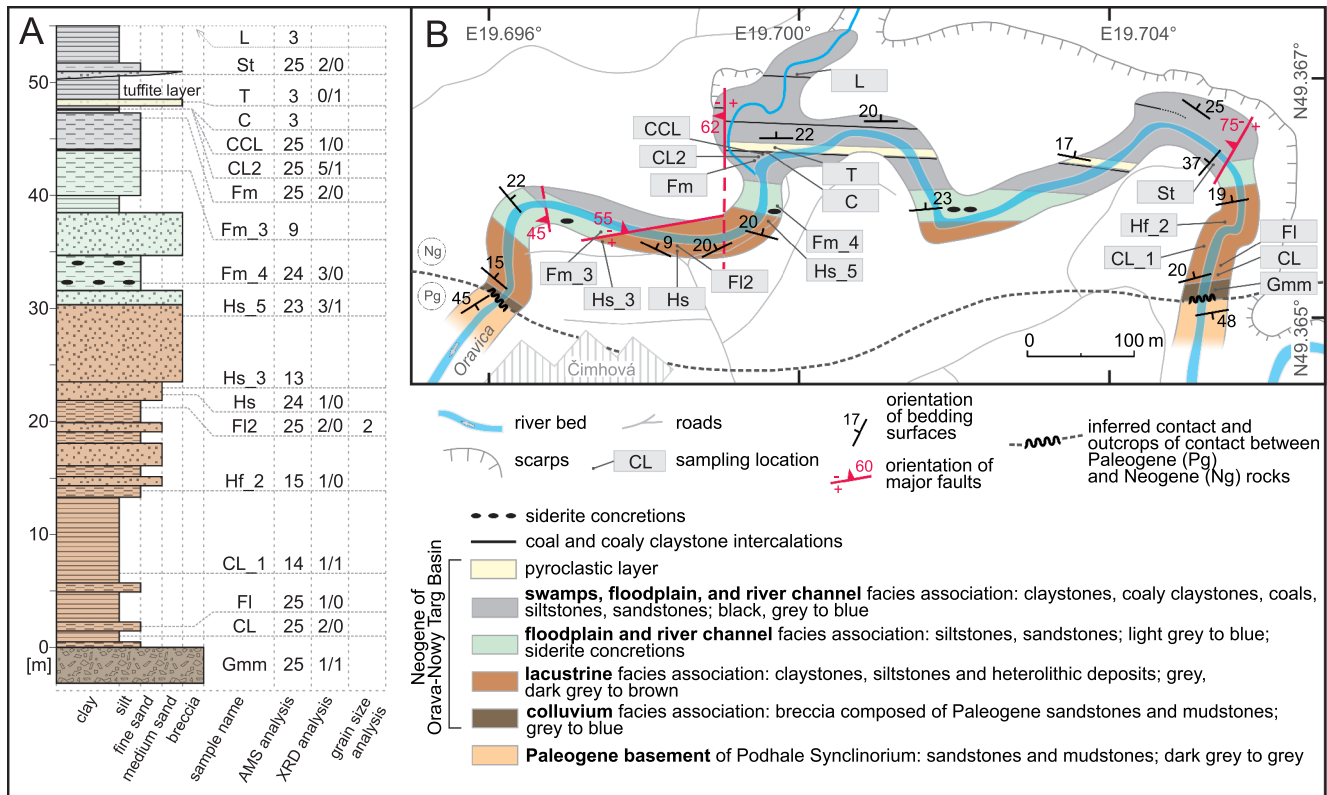 A
L 3
St 25 2/0
50
tuffite layer
T 3 0/1
C 3
CCL 25 1/0
CL2 25 5/1
Fm 25 2/0
40
Fm_3 9
Fm_4 24 3/0
30
Hs_5 23 3/1
Hs_3 13
Hs 24 1/0
20
Fl2 25 2/0 2
Hf_2 15 1/0
10
CL_1 14 1/1
Fl 25 1/0
CL 25 2/0
0
[m]
Gmm 25 1/1
clay
silt
fine sand
medium sand
breccia
sample name
AMS analysis
XRD analysis
grain size
analysis
B
E19.696°
E19.700°
E19.704°
N49.367°
N49.365°
L
- +
62
20
22
CCL
CL2
Fm
T
C
25
75
- +
17
37
St
22
45
55
-
+
23
19
Hf_2
Fl
CL_1
CL
Gmm
20
48
Ng
Pg
15
45
9
20
20
Fm_3
Hs_3
Hs
Fl2
Fm_4
Hs_5
Oravica
Čimhová
0 100 m
river bed
roads
scarps
CL sampling location
17
orientation
of bedding
surfaces
60
-
+
orientation of
major faults
inferred contact and
outcrops of contact between
Paleogene (Pg)
and Neogene (Ng) rocks
siderite concretions
coal and coaly claystone intercalations
Neogene of
Orava-Nowy Targ Basin
pyroclastic layer
swamps, floodplain, and river channel facies association: claystones, coaly claystones, coals,
siltstones, sandstones; black, grey to blue
floodplain and river channel facies association: siltstones, sandstones; light grey to blue;
siderite concretions
lacustrine facies association: claystones, siltstones and heterolithic deposits; grey,
dark grey to brown
colluvium facies association: breccia composed of Paleogene sandstones and mudstones;
grey to blue
Paleogene basement of Podhale Synclinorium: sandstones and mudstones; dark grey to grey